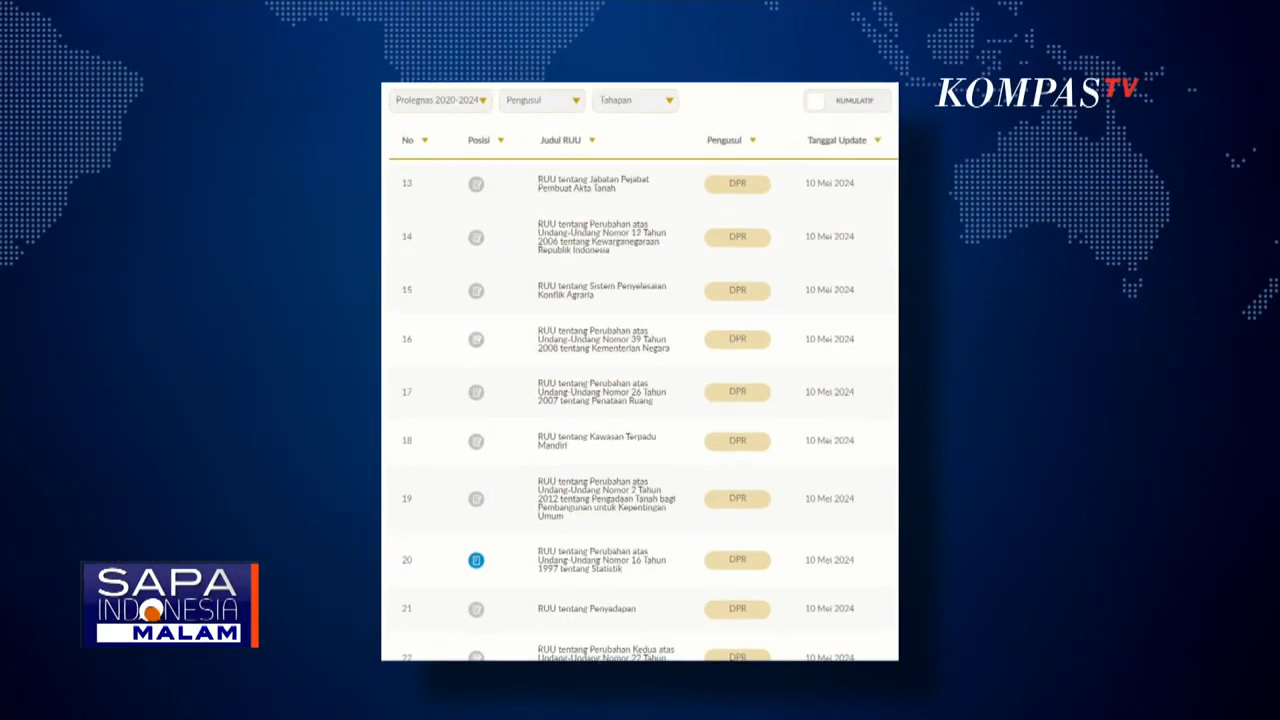 KOMPAS TV
Prolegnas 2020-2024 Pengusul Tahapan KUMULATIF
No Posisi Judul RUU Pengusul Tanggal Update
13 RUU tentang Jabatan Pejabat DPR 10 Mei 2024
Pembuat Akta Tanah
14 RUU tentang Perubahan atas DPR 10 Mei 2024
Undang-Undang Nomor 12 Tahun
2006 tentang Kewarganegaraan
Republik Indonesia
15 RUU tentang Sistem Penyelesaian DPR 10 Mei 2024
Konflik Agraria
16 RUU tentang Perubahan atas DPR 10 Mei 2024
Undang-Undang Nomor 39 Tahun
2008 tentang Kementerian Negara
17 RUU tentang Perubahan atas DPR 10 Mei 2024
Undang-Undang Nomor 26 Tahun
2007 tentang Penataan Ruang
18 RUU tentang Kawasan Terpadu DPR 10 Mei 2024
Mandiri
19 RUU tentang Perubahan atas DPR 10 Mei 2024
Undang-Undang Nomor 2 Tahun
2012 tentang Pengadaan Tanah bagi
Pembangunan untuk Kepentingan
Umum
20 RUU tentang Perubahan atas DPR 10 Mei 2024
Undang-Undang Nomor 16 Tahun
1997 tentang Statistik
21 RUU tentang Penyadapan DPR 10 Mei 2024
22 RUU tentang Perubahan Kedua atas DPR 10 Mei 2024
Undang-Undang Nomor 22 Tahun
SAPA
INDONESIA
MALAM